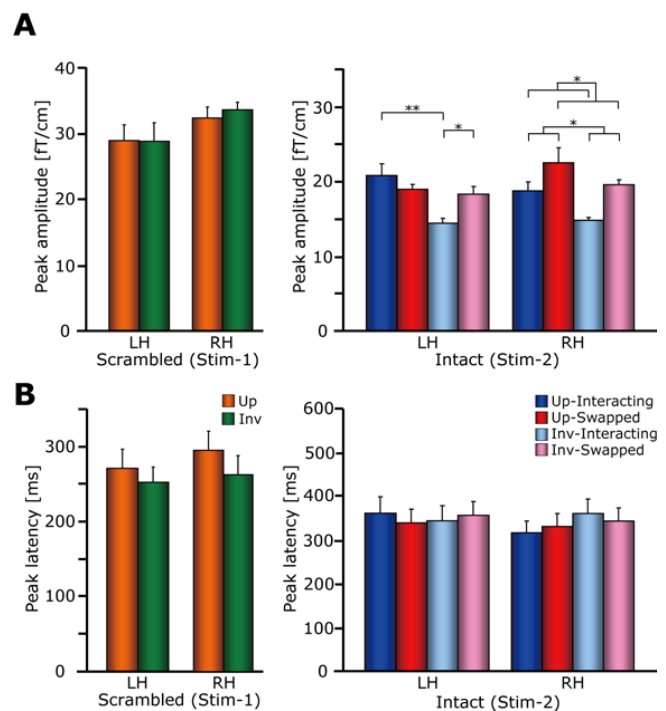 A
Peak amplitude [fT/cm]
40
30
20
10
0
LH
RH
Scrambled (Stim-1)
Peak amplitude [fT/cm]
30
20
10
0
**
*
*
*
LH
RH
Intact (Stim-2)
B
Peak latency [ms]
300
200
100
0
Up
Inv
LH
RH
Scrambled (Stim-1)
Peak latency [ms]
600
500
400
300
200
100
0
Up-Interacting
Up-Swapped
Inv-Interacting
Inv-Swapped
LH
RH
Intact (Stim-2)